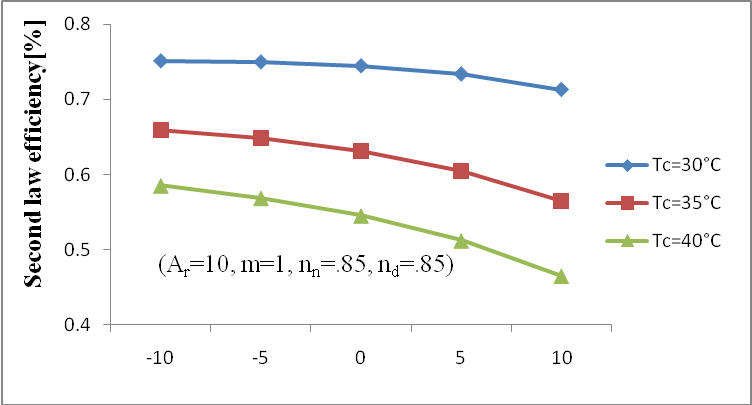 Second law efficiency[%]
0.8
0.7
0.6
0.5
0.4
-10 -5 0 5 10
(Ar=10, m=1, nn=.85, nd=.85)
Tc=30°C
Tc=35°C
Tc=40°C